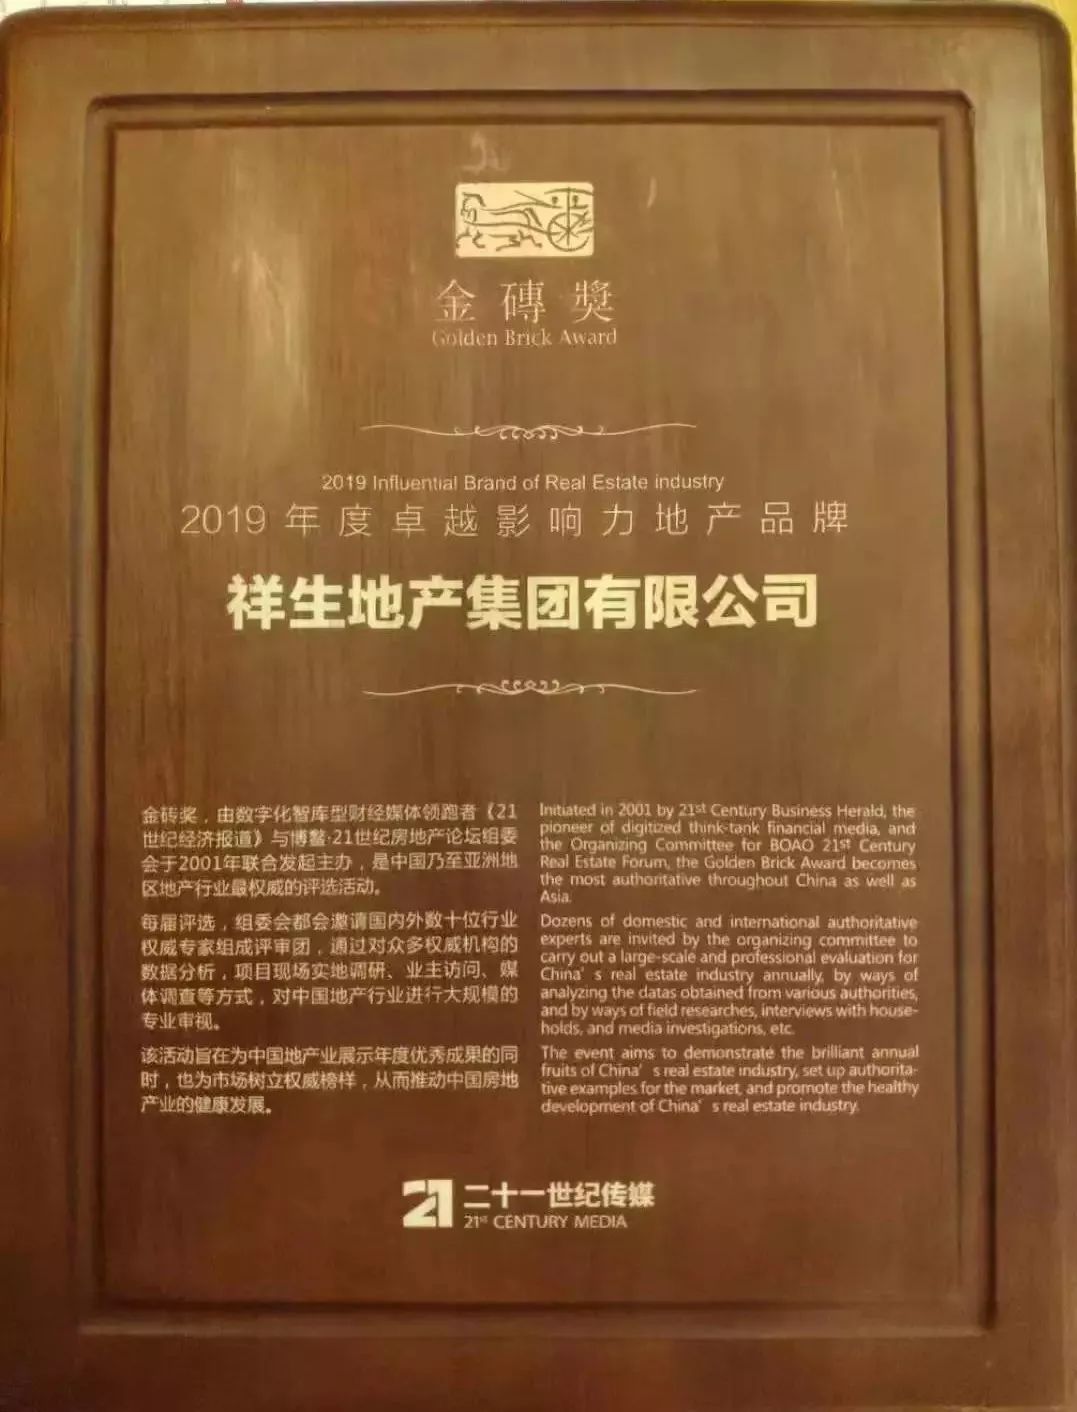 金磚獎
Golden Brick Award
2019 Influential Brand of Real Estate industry
2019年度卓越影响力地产品牌
祥生地产集团有限公司
金砖奖，由数字化智库型财经媒体领跑者《21
世纪经济报道》与博鳌·21世纪房地产论坛组委
会于2001年联合发起主办，是中国乃至亚洲地
区地产行业最权威的评选活动。
每届评选，组委会都会邀请国内外数十位行业
权威专家组成评审团，通过对众多权威机构的
数据分析，项目现场实地调研、业主访问、媒
体调查等方式，对中国地产行业进行大规模的
专业审视。
该活动旨在为中国地产业展示年度优秀成果的同
时，也为市场树立权威榜样，从而推动中国房地
产业的健康发展。
Initiated in 2001 by 21st Century Business Herald, the
pioneer of digitized think-tank financial media, and
the Organizing Committee for BOAO 21st Century
Real Estate Forum, the Golden Brick Award becomes
the most authoritative throughout China as well as
Asia.
Dozens of domestic and international authoritative
experts are invited by the organizing committee to
carry out a large-scale and professional evaluation for
China's real estate industry annually, by ways of
analyzing the datas obtained from various authorities,
and by ways of field researches, interviews with house-
holds, and media investigations, etc.
The event aims to demonstrate the brilliant annual
fruits of China's real estate industry, set up authorita-
tive examples for the market, and promote the healthy
development of China's real estate industry.
21 二十一世纪传媒
21st CENTURY MEDIA